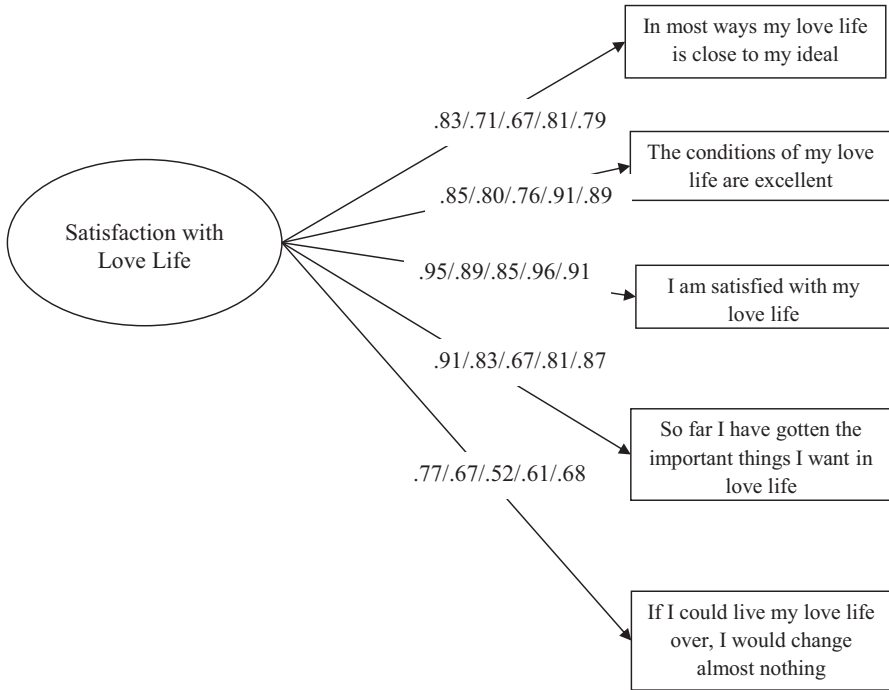 In most ways my love life
is close to my ideal
.83/.71/.67/.81/.79
The conditions of my love
life are excellent
.85/.80/.76/.91/.89
Satisfaction with
Love Life
.95/.89/.85/.96/.91
I am satisfied with my
love life
.91/.83/.67/.81/.87
So far I have gotten the
important things I want in
love life
.77/.67/.52/.61/.68
If I could live my love life
over, I would change
almost nothing